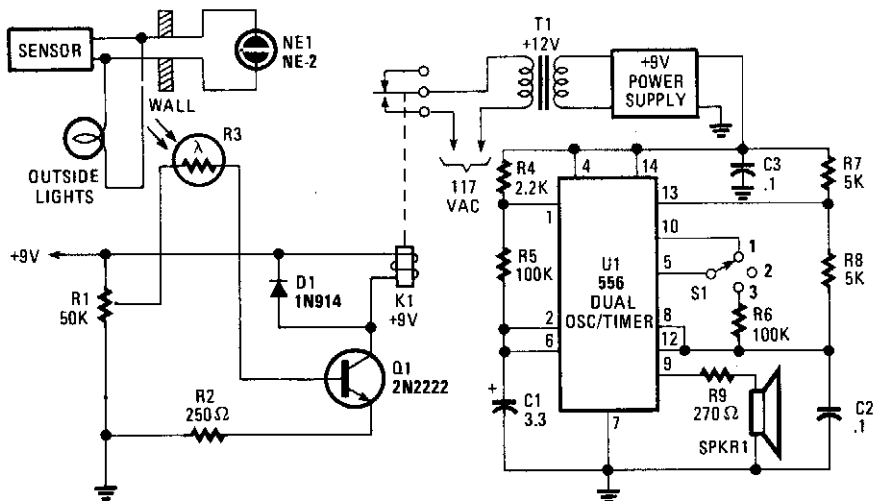 SENSOR
NE1
NE-2
WALL
OUTSIDE
LIGHTS
λ
R3
T1
+12V
+9V
POWER
SUPPLY
117
VAC
+9V
R1
50K
D1
1N914
K1
+9V
Q1
2N2222
R2
250Ω
R4
2.2K
R5
100K
C1
3.3
+
U1
556
DUAL
OSC/TIMER
4
14
1
13
10
5
2
8
6
12
9
7
S1
1
2
3
R6
100K
C3
.1
R7
5K
R8
5K
R9
270Ω
SPKR1
C2
.1